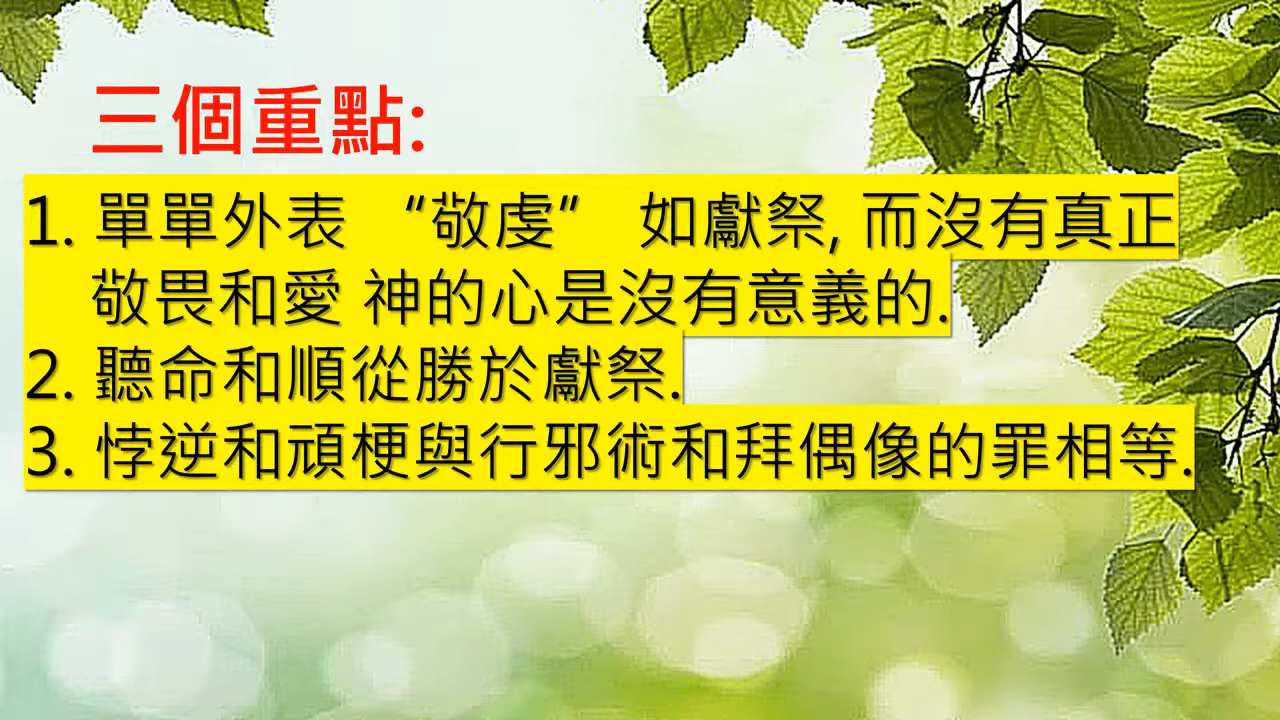 三個重點:
1. 單單外表 “敬虔” 如獻祭, 而沒有真正
敬畏和愛 神的心是沒有意義的.
2. 聽命和順從勝於獻祭.
3. 悖逆和頑梗與行邪術和拜偶像的罪相等.